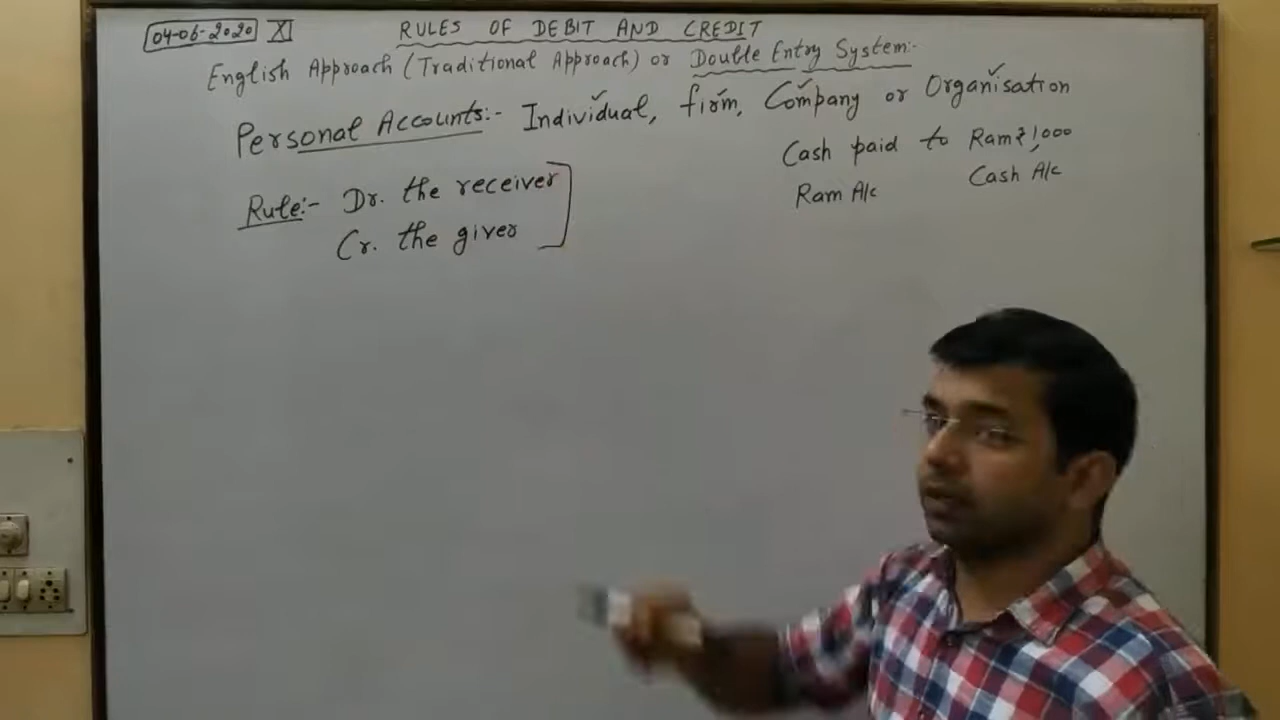 04-06-2020 XI RULES OF DEBIT AND CREDIT
English Approach (Traditional Approach) or Double Entry System:-
Personal Accounts:- Individual, firm, Company or Organisation
Cash paid to Ram ₹1,000
Ram A/c Cash A/c
Rule:- Dr. the receiver
Cr. the giver